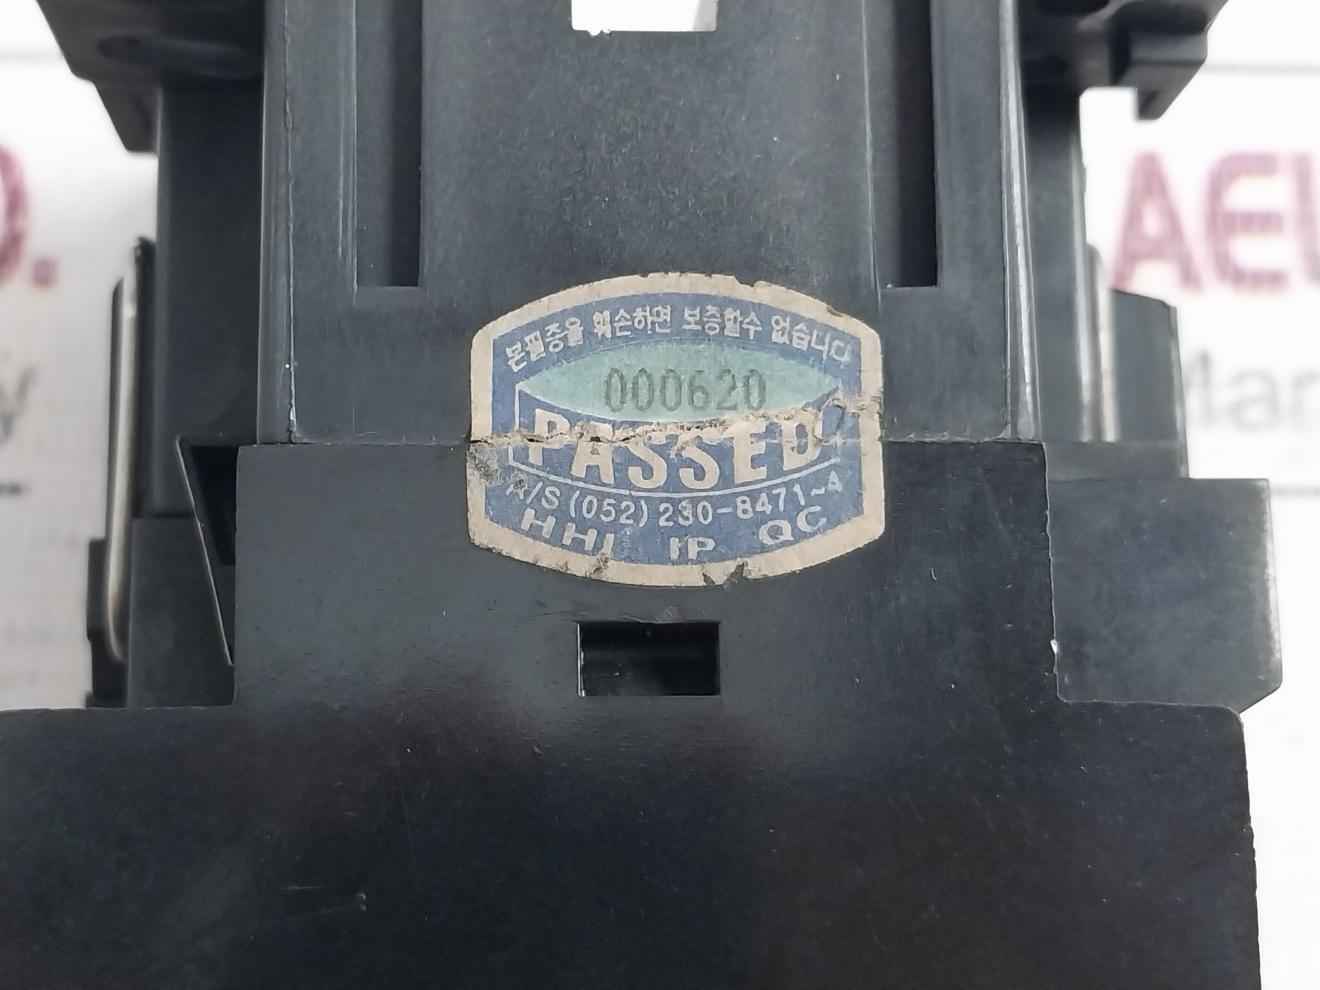 본필증을 훼손하면 보증할수 없습니다
000620
PASSED
A/S (052) 230-8471~4
HHI IP QC
AEU